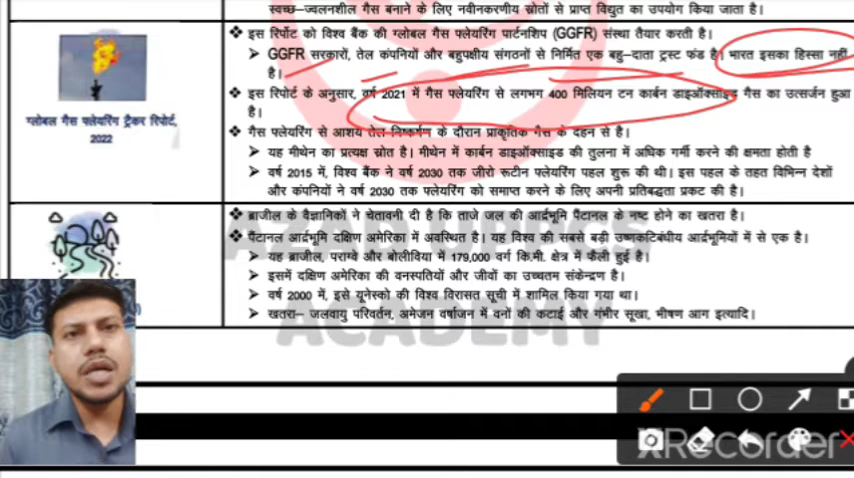 स्वच्छ-ज्वलनशील गैस बनाने के लिए नवीनकरणीय स्रोतों से प्राप्त विद्युत का उपयोग किया जाता है।
ग्लोबल गैस फ्लेयरिंग ट्रैकर रिपोर्ट,
2022
❖ इस रिर्पोट को विश्व बैंक की ग्लोबल गैस फ्लेयरिंग पार्टनशिप (GGFR) संस्था तैयार करती है।
➢ GGFR सरकारों, तेल कंपनियों और बहुपक्षीय संगठनों से निर्मित एक बहु-दाता ट्रस्ट फंड है। भारत इसका हिस्सा नहीं
है।
❖ इस रिपोर्ट के अनुसार, वर्ष 2021 में गैस फ्लेयरिंग से लगभग 400 मिलियन टन कार्बन डाइऑक्साइड गैस का उत्सर्जन हुआ
है।
❖ गैस फ्लेयरिंग से आशय तेल निष्कर्षण के दौरान प्राकृतिक गैस के दहन से है।
➢ यह मीथेन का प्रत्यक्ष स्रोत है। मीथेन में कार्बन डाइऑक्साइड की तुलना में अधिक गर्मी करने की क्षमता होती है
➢ वर्ष 2015 में, विश्व बैंक ने वर्ष 2030 तक जीरो रूटीन फ्लेयरिंग पहल शुरू की थी। इस पहल के तहत विभिन्न देशों
और कंपनियों ने वर्ष 2030 तक फ्लेयरिंग को समाप्त करने के लिए अपनी प्रतिबद्धता प्रकट की है।
❖ ब्राजील के वैज्ञानिकों ने चेतावनी दी है कि ताजे जल की आर्द्रभूमि पैंटानल के नष्ट होने का खतरा है।
❖ पैंटानल आर्द्रभूमि दक्षिण अमेरिका में अवस्थित है। यह विश्व की सबसे बड़ी उष्णकटिबंधीय आर्द्रभूमियों में से एक है।
➢ यह ब्राजील, पराग्वे और बोलीविया में 179,000 वर्ग कि.मी. क्षेत्र में फैली हुई है।
➢ इसमें दक्षिण अमेरिका की वनस्पतियों और जीवों का उच्चतम संकेन्द्रण है।
➢ वर्ष 2000 में, इसे यूनेस्को की विश्व विरासत सूची में शामिल किया गया था।
➢ खतरा- जलवायु परिवर्तन, अमेजन वर्षाजन में वनों की कटाई और गंभीर सूखा, भीषण आग इत्यादि।
ACADEMY
XRecorder